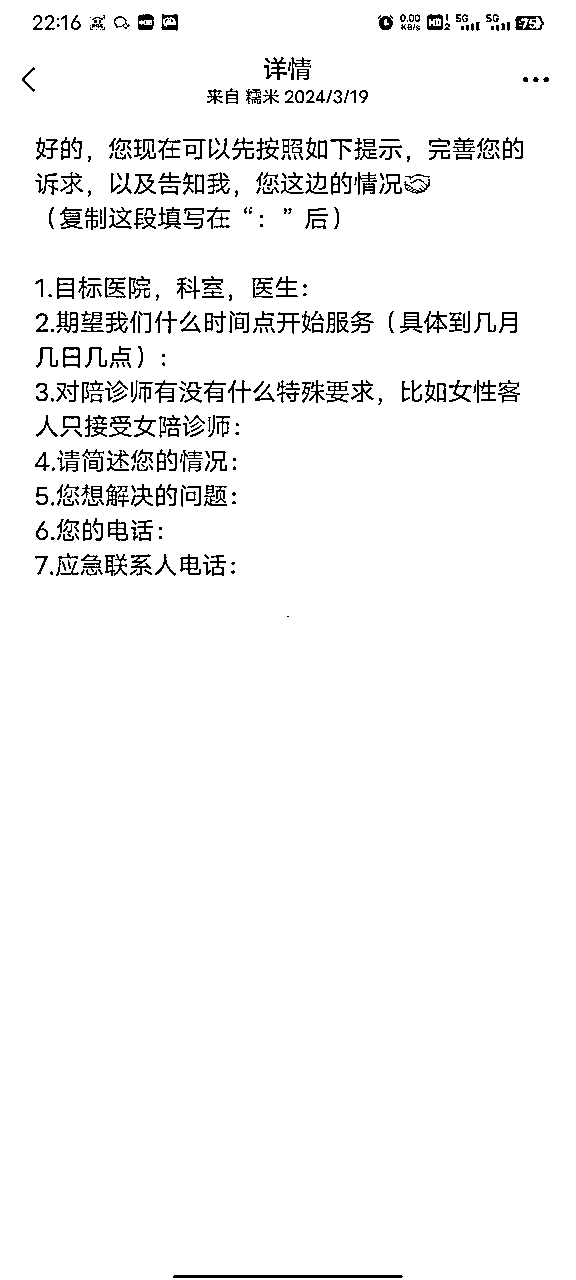 22:16
0.00 KB/s HD 1 2 5G 5G 75
详情
来自 糯米 2024/3/19
好的，您现在可以先按照如下提示，完善您的
诉求，以及告知我，您这边的情况🤝
（复制这段填写在“：”后）
1.目标医院，科室，医生：
2.期望我们什么时间点开始服务（具体到几月
几日几点）：
3.对陪诊师有没有什么特殊要求，比如女性客
人只接受女陪诊师：
4.请简述您的情况：
5.您想解决的问题：
6.您的电话：
7.应急联系人电话：